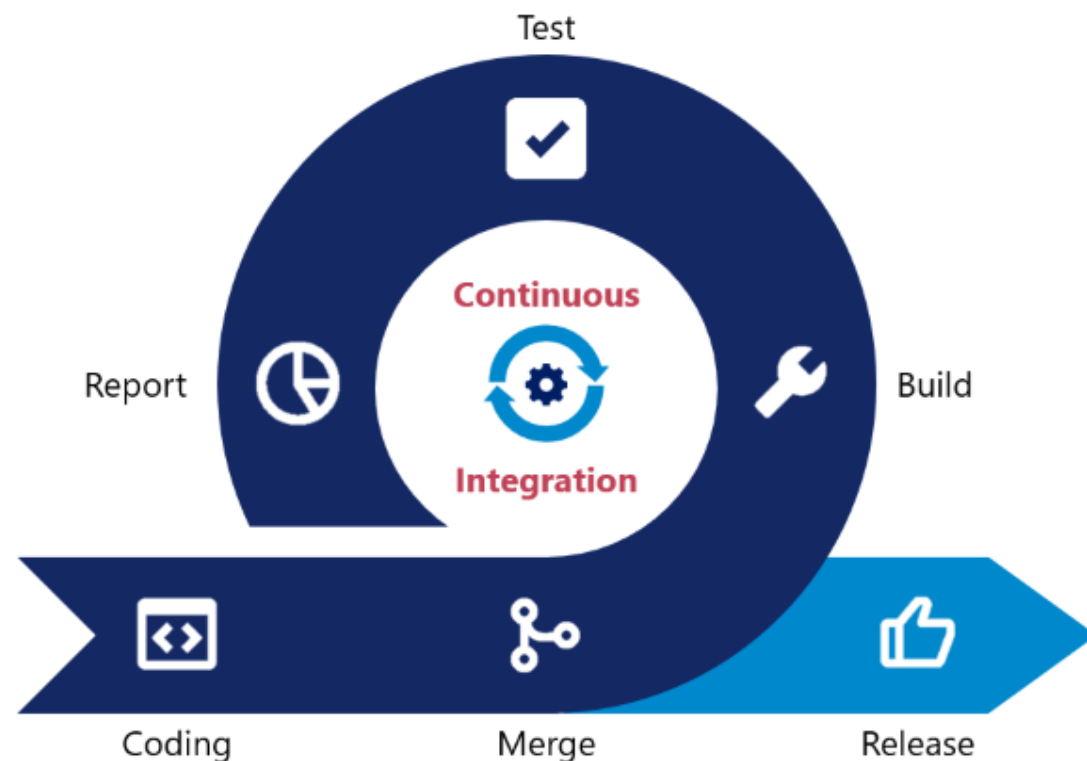 Test
Continuous
Report
Build
Integration
Coding
Merge
Release